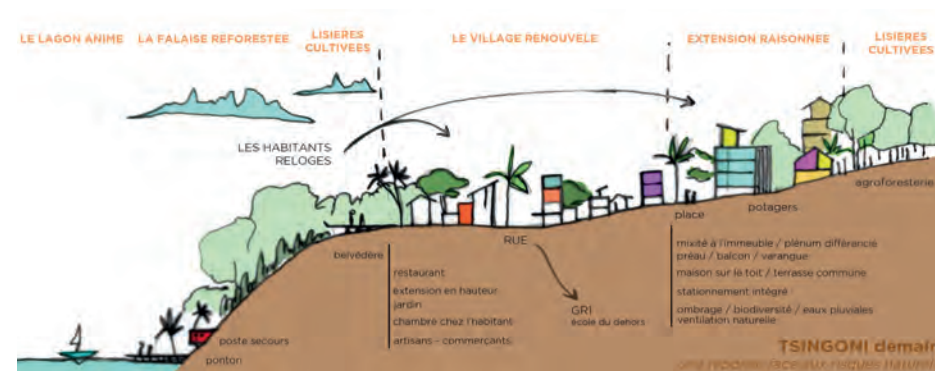 LE LAGON ANIME
LA FALAISE REFORESTEE
LISIERES
CULTIVEES
LE VILLAGE RENOUVELE
EXTENSION RAISONNEE
LISIERES
CULTIVEES
LES HABITANTS
RELOGES
agroforesterie
potagers
place
RUE
belvédère
restaurant
extension en hauteur
jardin
chambre chez l'habitant
artisans - commerçants
GRI
école du dehors
mixité à l'immeuble / plénum différencié
préau / balcon / varangue
maison sur le toit / terrasse commune
stationnement intégré
ombrage / biodiversité / eaux pluviales
ventilation naturelle
poste secours
ponton
TSINGONI demain